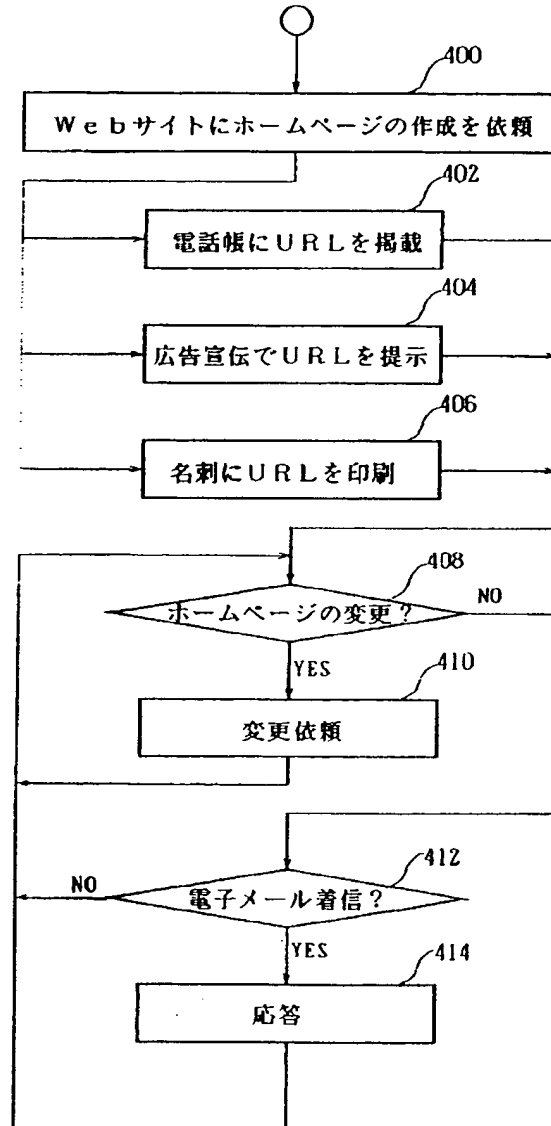 400
Ｗｅｂサイトにホームページの作成を依頼
402
電話帳にＵＲＬを掲載
404
広告宣伝でＵＲＬを提示
406
名刺にＵＲＬを印刷
408
ホームページの変更？
NO
YES
410
変更依頼
412
NO
電子メール着信？
YES
414
応答